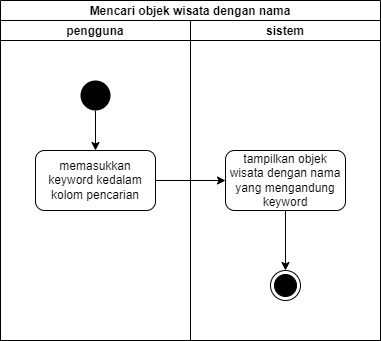 Mencari objek wisata dengan nama
pengguna
sistem
memasukkan
keyword kedalam
kolom pencarian
tampilkan objek
wisata dengan nama
yang mengandung
keyword